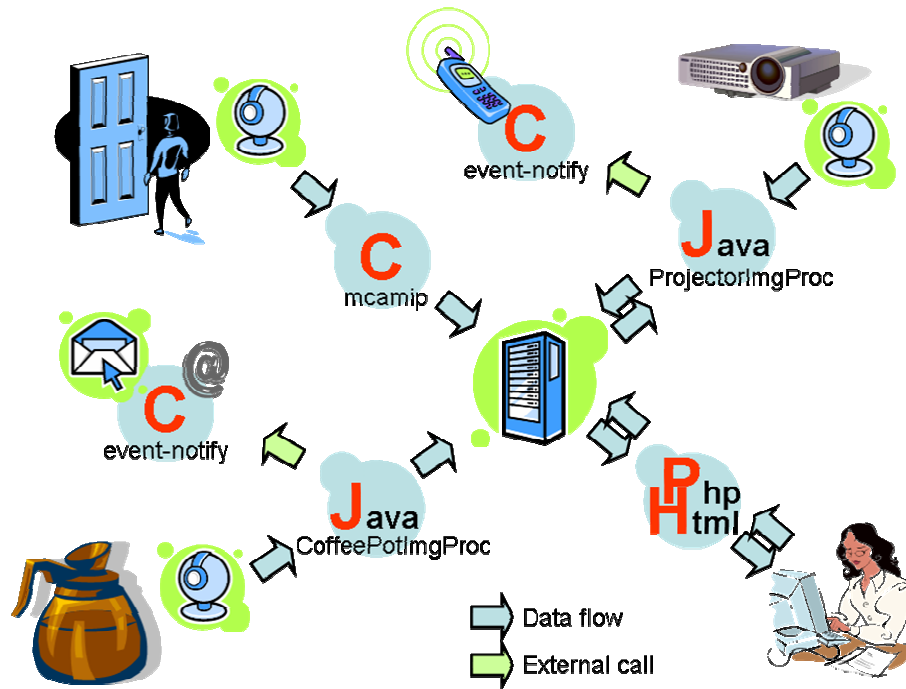 C
event-notify
Java
ProjectorImgProc
C
mcamip
@
C
event-notify
Java
CoffeePotImgProc
Php
Html
Data flow
External call